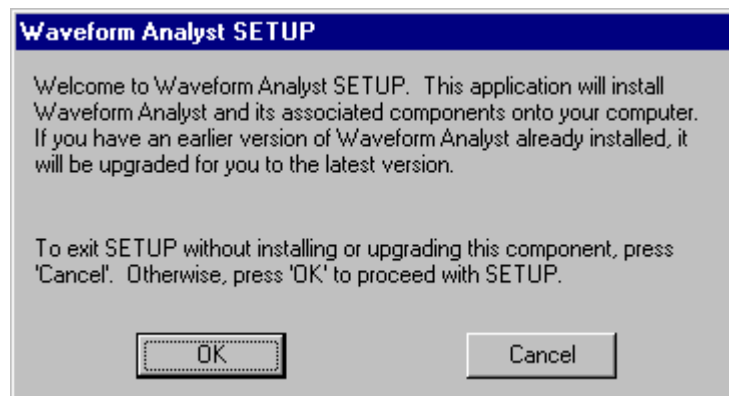 Waveform Analyst SETUP
Welcome to Waveform Analyst SETUP.  This application will install
Waveform Analyst and its associated components onto your computer.
If you have an earlier version of Waveform Analyst already installed, it
will be upgraded for you to the latest version.
To exit SETUP without installing or upgrading this component, press
'Cancel'.  Otherwise, press 'OK' to proceed with SETUP.
OK
Cancel